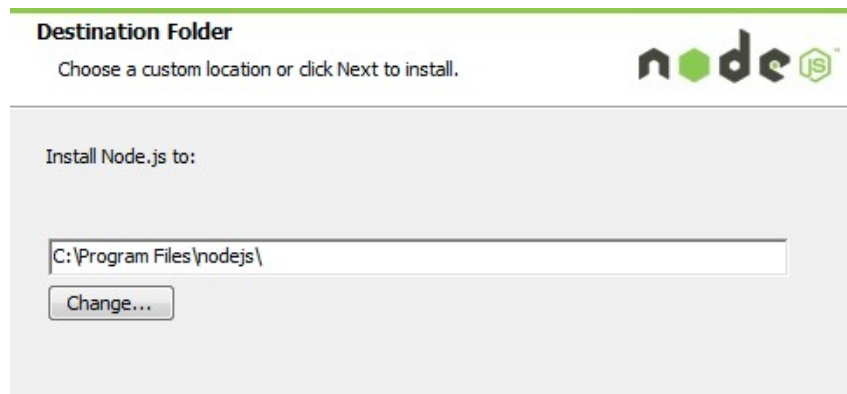 Destination Folder
Choose a custom location or click Next to install.
node JS™
Install Node.js to:
C:\Program Files\nodejs\
Change...